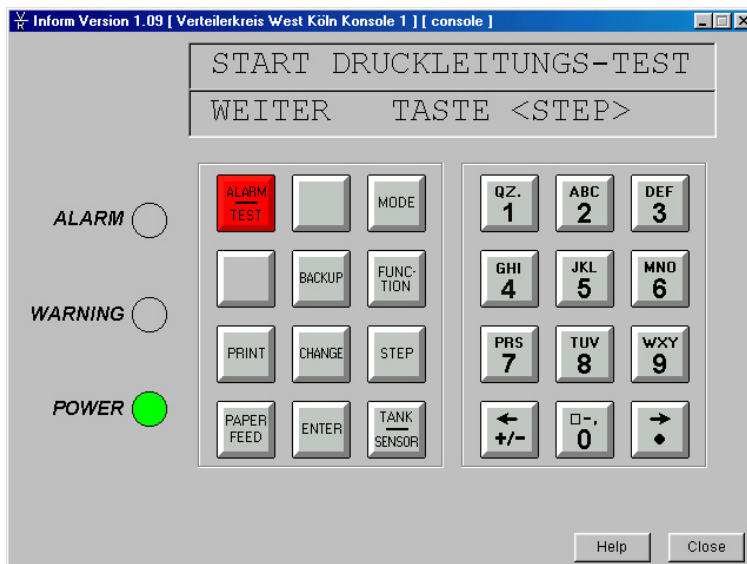 Inform Version 1.09 [ Verteilerkreis West Köln Konsole 1 ] [ console ]
START DRUCKLEITUNGS-TEST
WEITER TASTE <STEP>
ALARM
WARNING
POWER
ALARM
TEST
MODE
BACKUP
FUNC-
TION
PRINT
CHANGE
STEP
PAPER
FEED
ENTER
TANK
SENSOR
QZ.
1
ABC
2
DEF
3
GHI
4
JKL
5
MNO
6
PRS
7
TUV
8
WXY
9
←
+/-
□-,
0
→
•
Help
Close